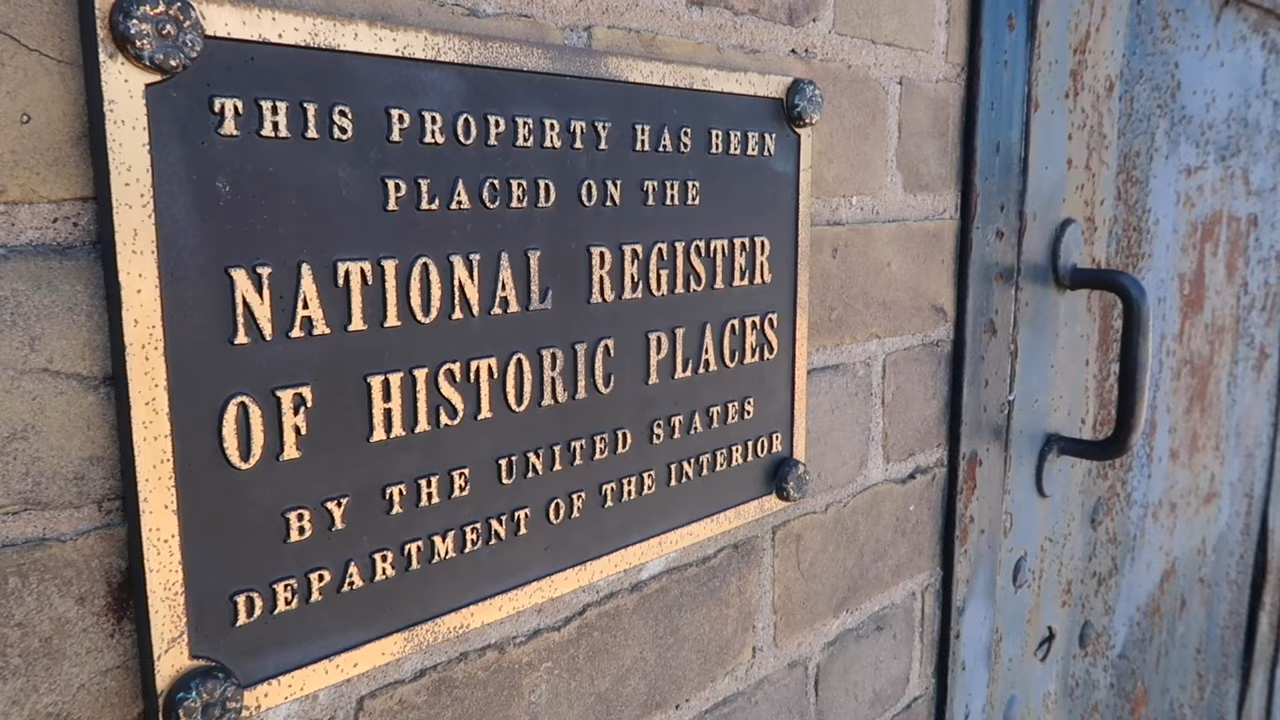 THIS PROPERTY HAS BEEN
PLACED ON THE
NATIONAL REGISTER
OF HISTORIC PLACES
BY THE UNITED STATES
DEPARTMENT OF THE INTERIOR